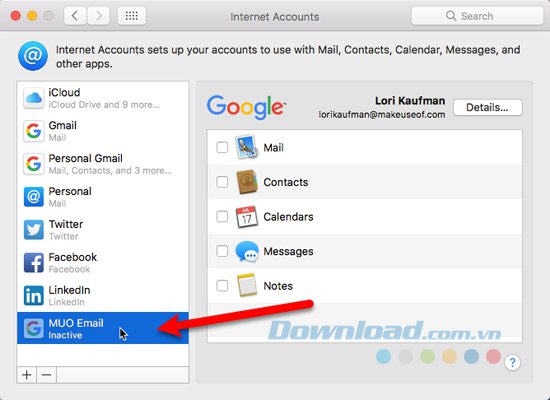 Internet Accounts
Search
Internet Accounts sets up your accounts to use with Mail, Contacts, Calendar, Messages, and
other apps.
iCloud
iCloud Drive and 9 more...
Gmail
Mail
Personal Gmail
Mail, Contacts, and 3 more...
Personal
Mail
Twitter
Twitter
Facebook
Facebook
LinkedIn
LinkedIn
MUO Email
Inactive
Google™
Lori Kaufman
lorikaufman@makeuseof.com
Details...
Mail
Contacts
JUL
17
Calendars
Messages
Notes
Download.com.vn
?